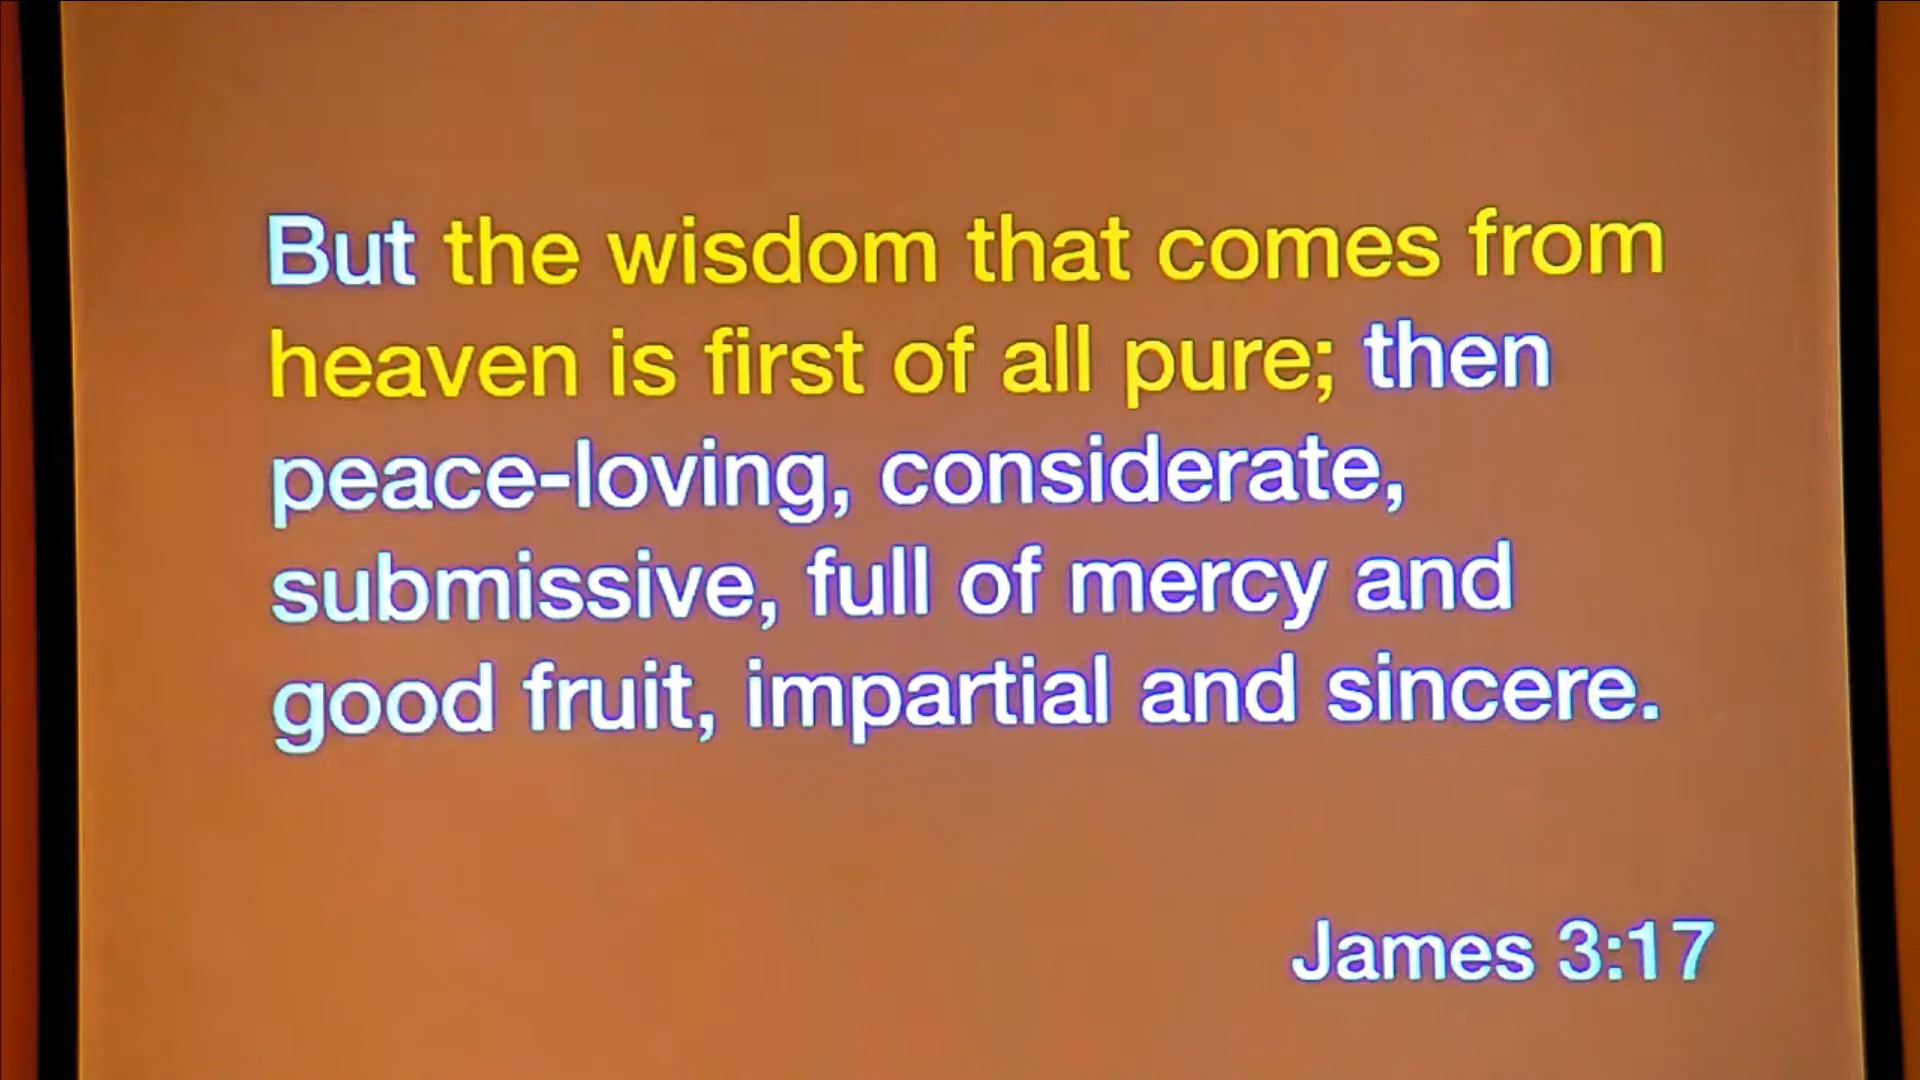 But the wisdom that comes from
heaven is first of all pure; then
peace-loving, considerate,
submissive, full of mercy and
good fruit, impartial and sincere.
James 3:17